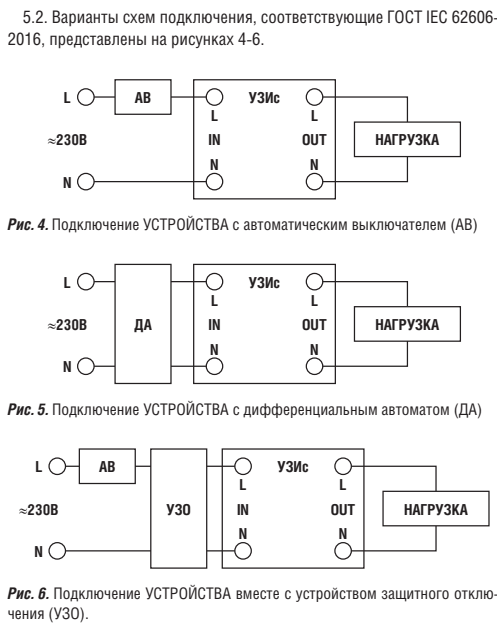 5.2. Варианты схем подключения, соответствующие ГОСТ IEC 62606-
2016, представлены на рисунках 4-6.
L АВ УЗИс
L L
≈230В IN OUT НАГРУЗКА
N N
N
Рис. 4. Подключение УСТРОЙСТВА с автоматическим выключателем (АВ)
L УЗИс
L L
≈230В ДА IN OUT НАГРУЗКА
N N
N
Рис. 5. Подключение УСТРОЙСТВА с дифференциальным автоматом (ДА)
L АВ УЗИс
L L
≈230В УЗО IN OUT НАГРУЗКА
N N
N
Рис. 6. Подключение УСТРОЙСТВА вместе с устройством защитного отклю-
чения (УЗО).